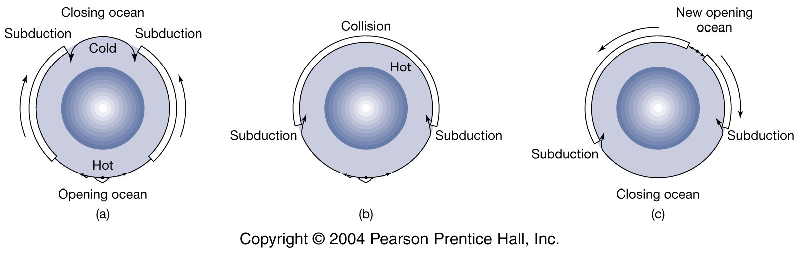 Closing ocean
Subduction
Subduction
Cold
Hot
Opening ocean
(a)
Collision
Hot
Subduction
Subduction
(b)
New opening
ocean
Subduction
Subduction
Closing ocean
(c)
Copyright © 2004 Pearson Prentice Hall, Inc.